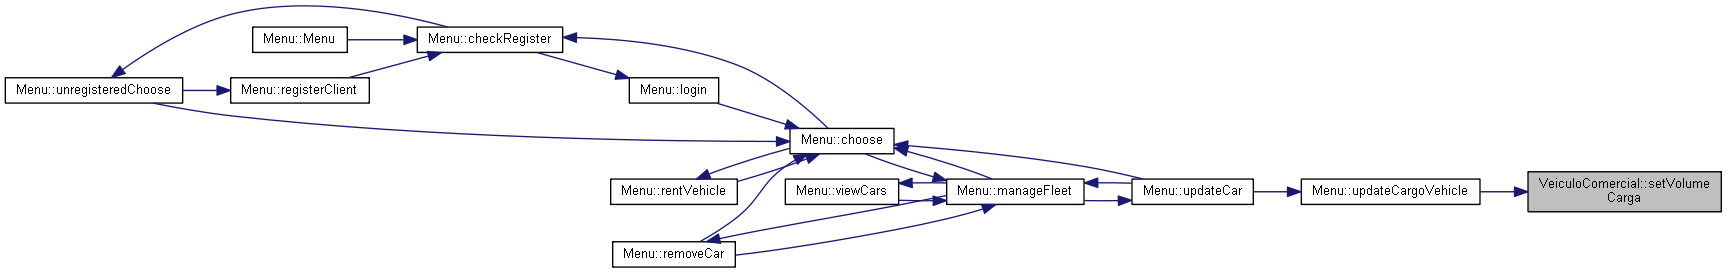 Menu::Menu
Menu::checkRegister
Menu::unregisteredChoose
Menu::registerClient
Menu::login
Menu::choose
Menu::rentVehicle
Menu::viewCars
Menu::manageFleet
Menu::updateCar
Menu::updateCargoVehicle
VeiculoComercial::setVolume
Carga
Menu::removeCar